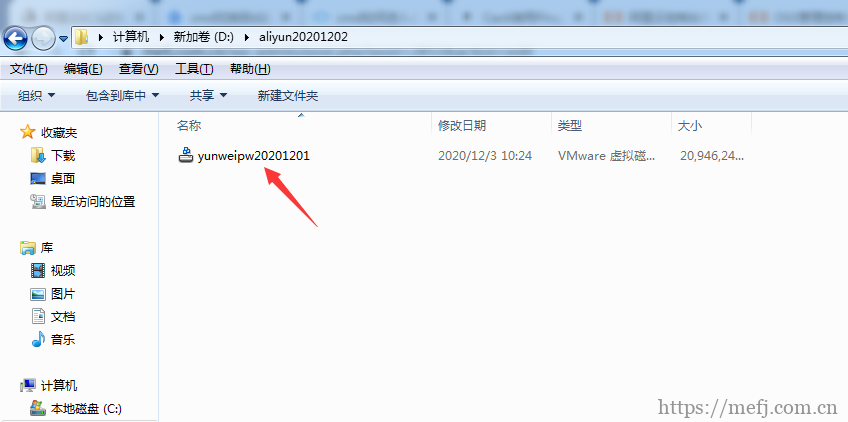 计算机 新加卷 (D:) aliyun20201202
文件(F) 编辑(E) 查看(V) 工具(T) 帮助(H)
组织 包含到库中 共享 新建文件夹
名称 修改日期 类型 大小
yunweipw20201201 2020/12/3 10:24 VMware 虚拟磁... 20,946,24...
收藏夹
下载
桌面
最近访问的位置
库
视频
图片
文档
音乐
计算机
本地磁盘 (C:)
https://mefj.com.cn